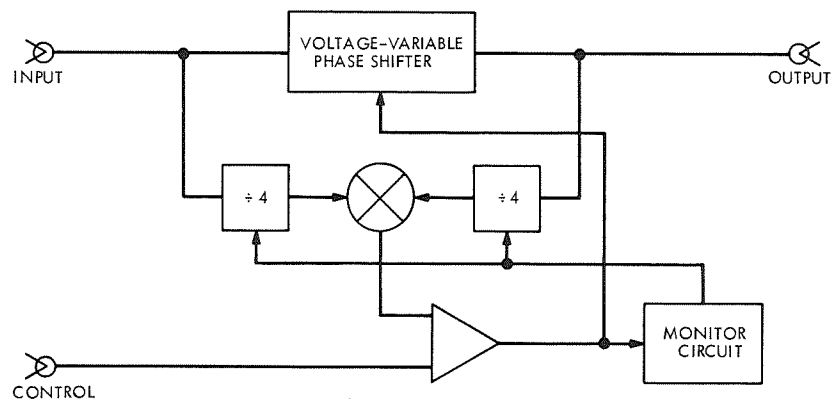 VOLTAGE-VARIABLE
PHASE SHIFTER
INPUT
OUTPUT
÷ 4
÷ 4
MONITOR
CIRCUIT
CONTROL